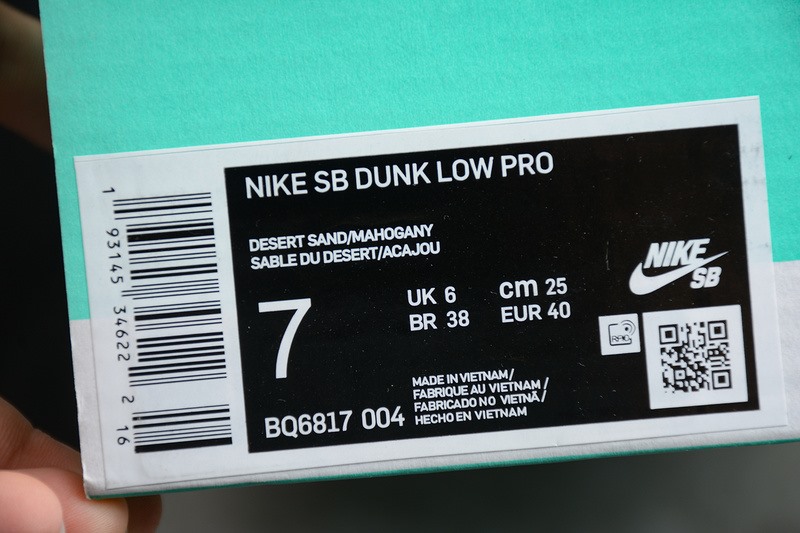 NIKE SB DUNK LOW PRO
DESERT SAND/MAHOGANY
SABLE DU DESERT/ACAJOU
7
UK 6
cm 25
BR 38
EUR 40
NIKE
SB
RFID
MADE IN VIETNAM/
FABRIQUE AU VIETNAM/
FABRICADO NO VIETNÃ/
HECHO EN VIETNAM
BQ6817 004
1 93145 34622 2 16